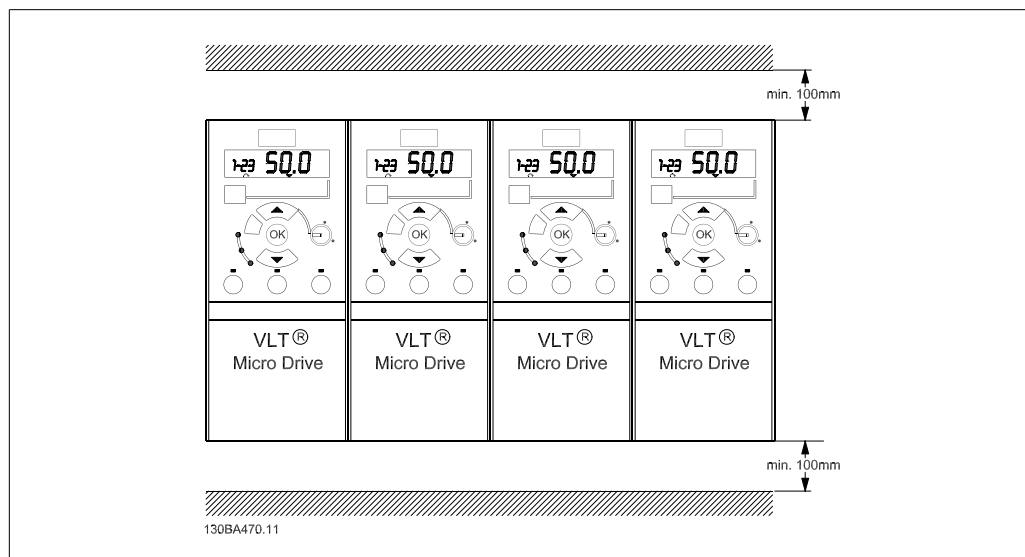 min. 100mm
1-23 50.0 1-23 50.0 1-23 50.0 1-23 50.0
OK OK OK OK
VLT® VLT® VLT® VLT®
Micro Drive Micro Drive Micro Drive Micro Drive
min. 100mm
130BA470.11